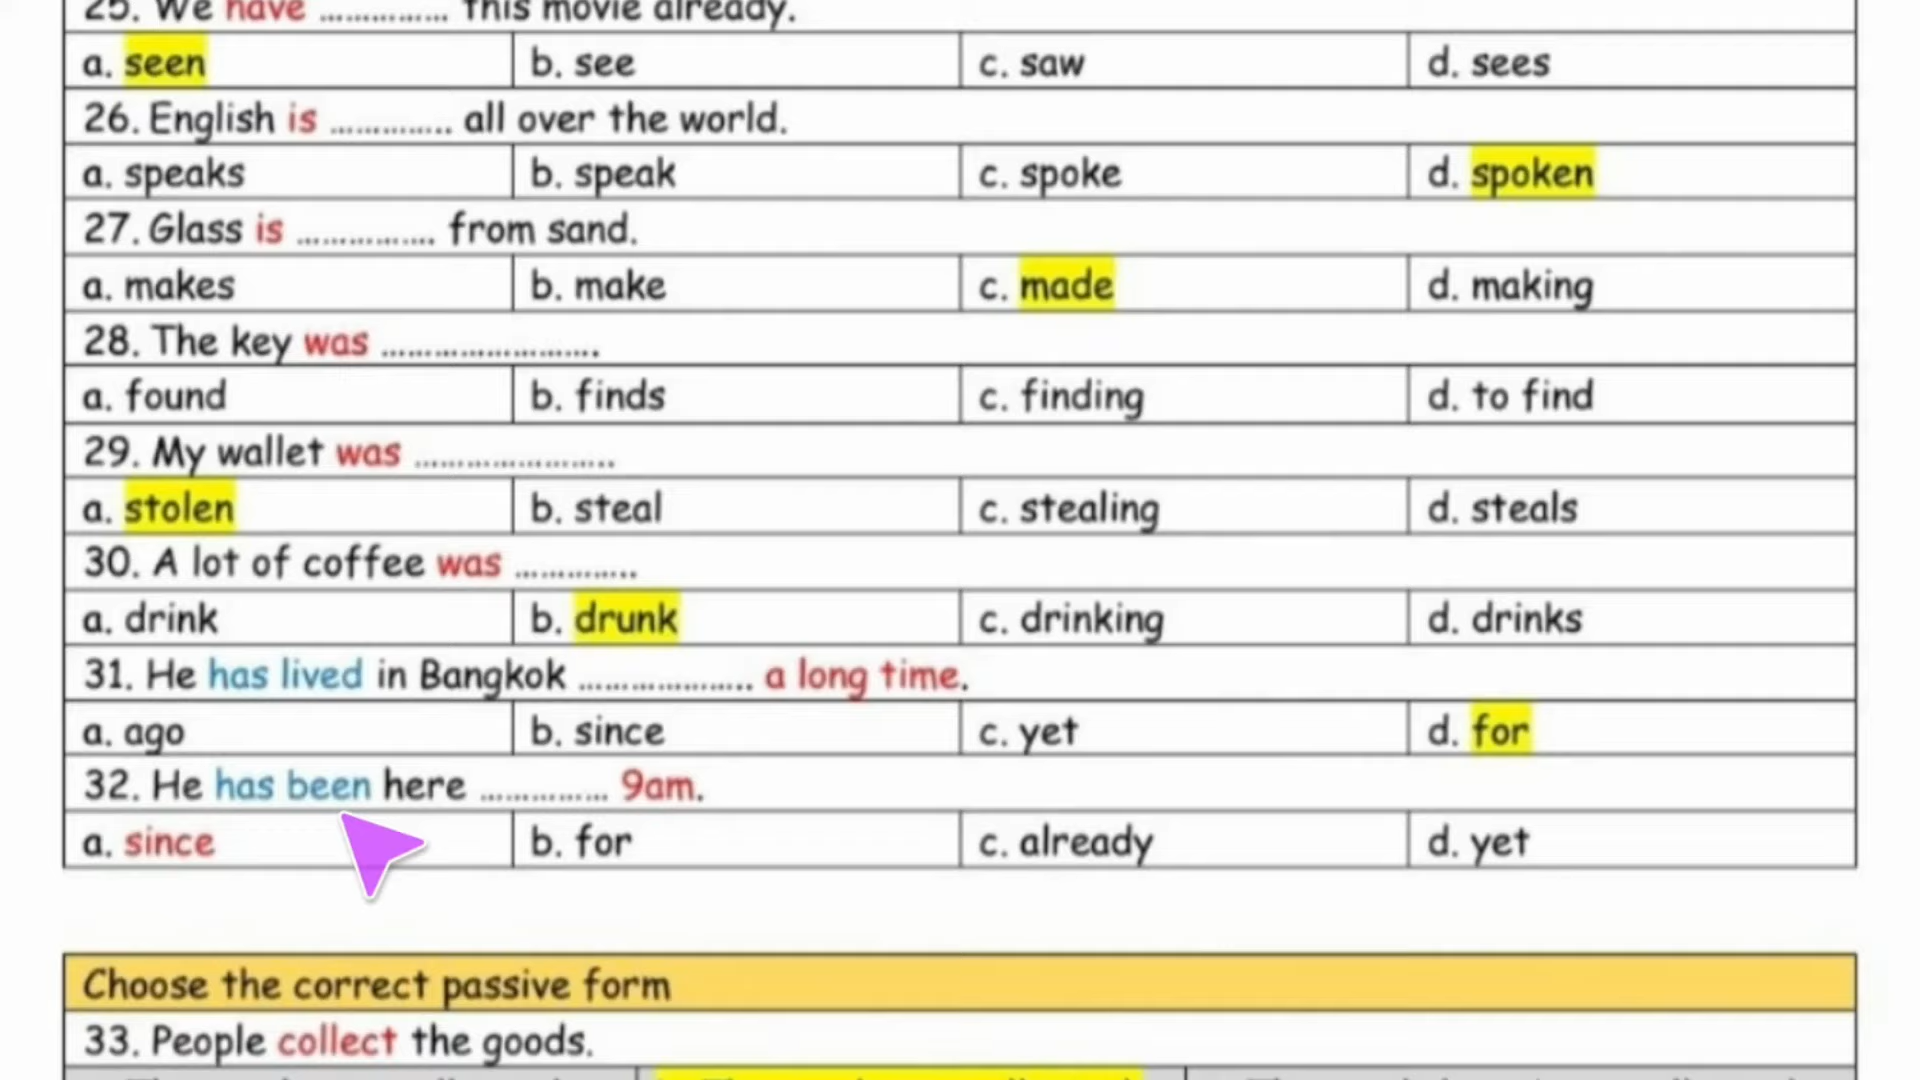 25. We have ............... this movie already.
a. seen b. see c. saw d. sees
26. English is .............. all over the world.
a. speaks b. speak c. spoke d. spoken
27. Glass is ................ from sand.
a. makes b. make c. made d. making
28. The key was .........................
a. found b. finds c. finding d. to find
29. My wallet was .......................
a. stolen b. steal c. stealing d. steals
30. A lot of coffee was ..............
a. drink b. drunk c. drinking d. drinks
31. He has lived in Bangkok .................... a long time.
a. ago b. since c. yet d. for
32. He has been here ............... 9am.
a. since b. for c. already d. yet
Choose the correct passive form
33. People collect the goods.